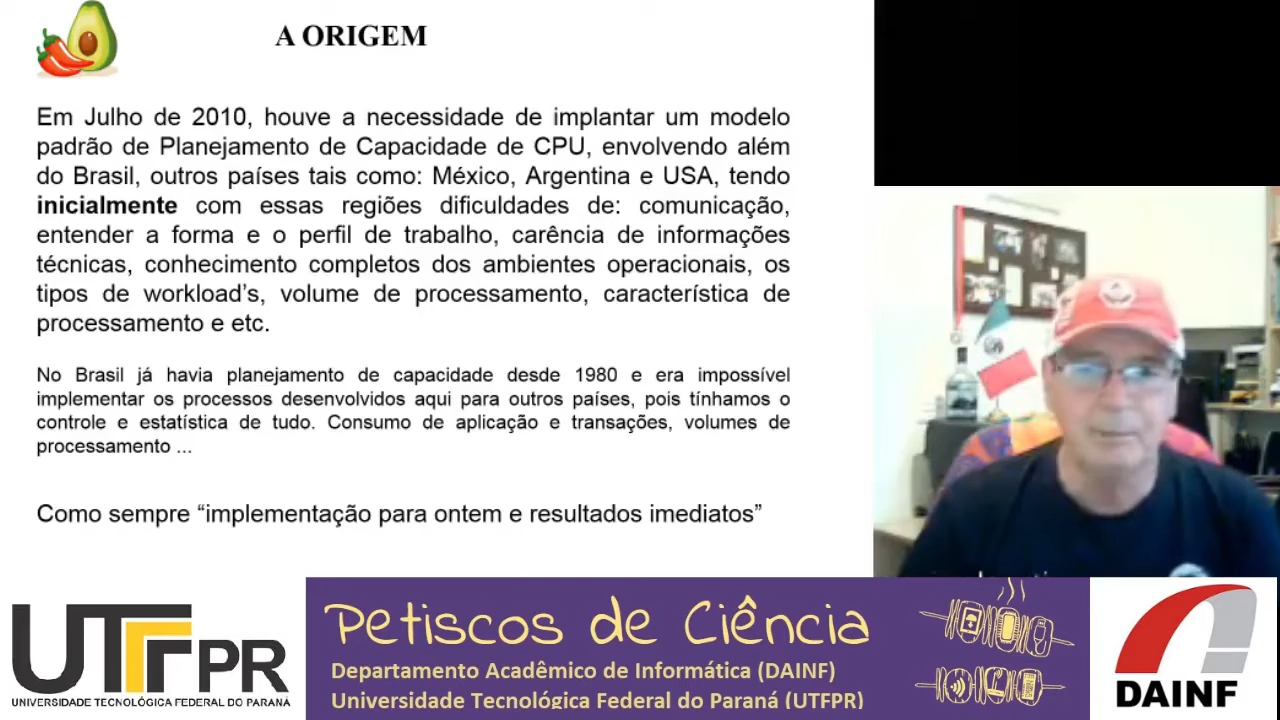 A ORIGEM
Em Julho de 2010, houve a necessidade de implantar um modelo
padrão de Planejamento de Capacidade de CPU, envolvendo além
do Brasil, outros países tais como: México, Argentina e USA, tendo
inicialmente com essas regiões dificuldades de: comunicação,
entender a forma e o perfil de trabalho, carência de informações
técnicas, conhecimento completos dos ambientes operacionais, os
tipos de workload’s, volume de processamento, característica de
processamento e etc.
No Brasil já havia planejamento de capacidade desde 1980 e era impossível
implementar os processos desenvolvidos aqui para outros países, pois tínhamos o
controle e estatística de tudo. Consumo de aplicação e transações, volumes de
processamento ...
Como sempre “implementação para ontem e resultados imediatos”
UTFPR
UNIVERSIDADE TECNOLÓGICA FEDERAL DO PARANÁ
Petiscos de Ciência
Departamento Acadêmico de Informática (DAINF)
Universidade Tecnológica Federal do Paraná (UTFPR)
DAINF